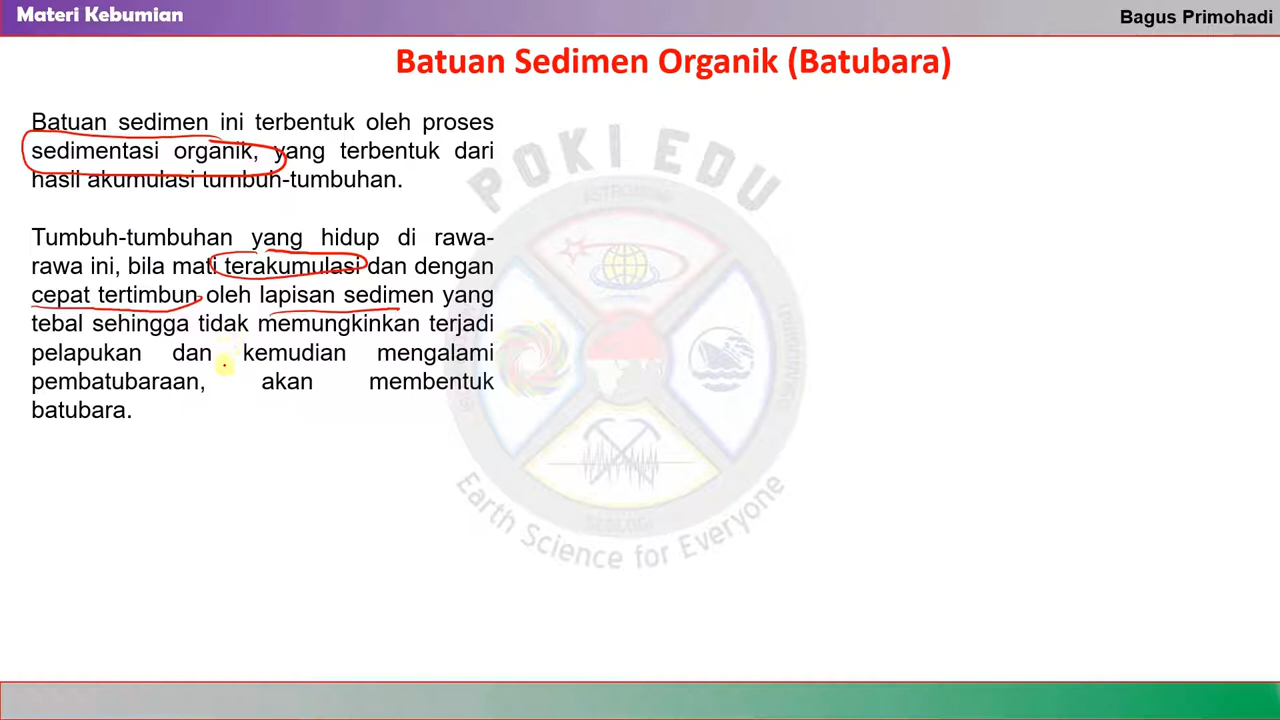 Materi Kebumian
Bagus Primohadi
Batuan Sedimen Organik (Batubara)
Batuan sedimen ini terbentuk oleh proses
sedimentasi organik, yang terbentuk dari
hasil akumulasi tumbuh-tumbuhan.
Tumbuh-tumbuhan yang hidup di rawa-
rawa ini, bila mati terakumulasi dan dengan
cepat tertimbun oleh lapisan sedimen yang
tebal sehingga tidak memungkinkan terjadi
pelapukan dan kemudian mengalami
pembatubaraan, akan membentuk
batubara.
POKI EDU
ASTRONOMI
GEOLOGI
Earth Science for Everyone